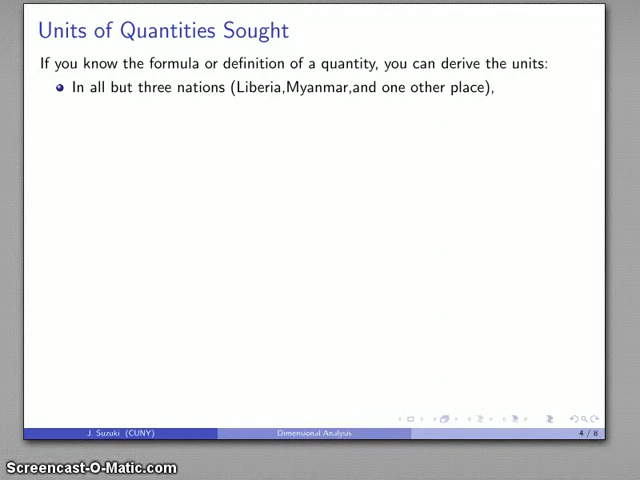 Units of Quantities Sought
If you know the formula or definition of a quantity, you can derive the units:
In all but three nations (Liberia,Myanmar,and one other place),
J. Suzuki (CUNY)
Dimensional Analysis
4 / 8
Screencast-O-Matic.com